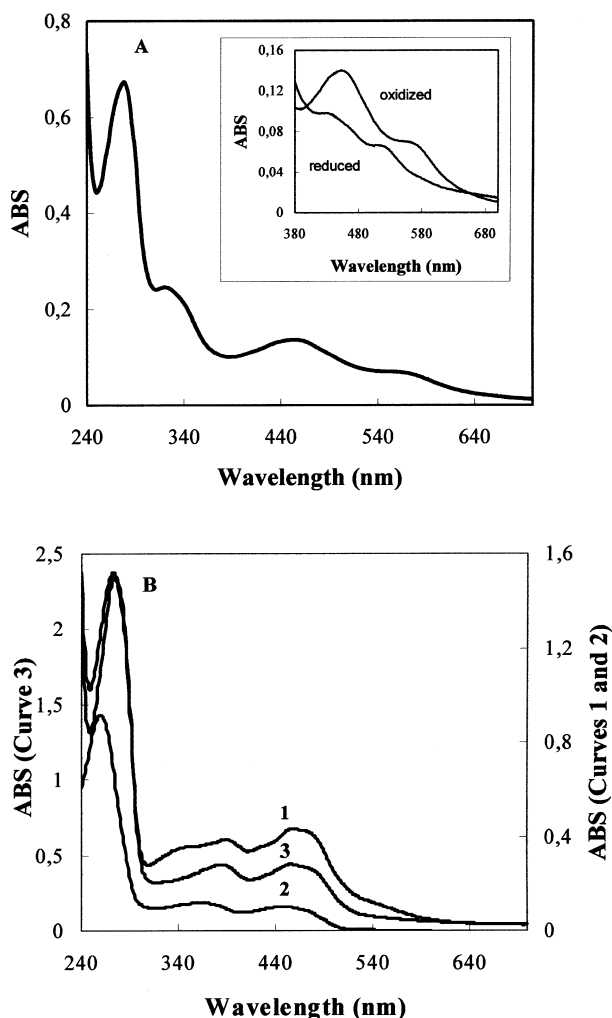 A
0,8
0,6
0,4
0,2
0
ABS
240 340 440 540 640
Wavelength (nm)
0,16
0,12
0,08
0,04
0
ABS
oxidized
reduced
380 480 580 680
Wavelength (nm)
B
2,5
2
1,5
1
0,5
0
ABS (Curve 3)
1,6
1,2
0,8
0,4
0
ABS (Curves 1 and 2)
1
3
2
240 340 440 540 640
Wavelength (nm)